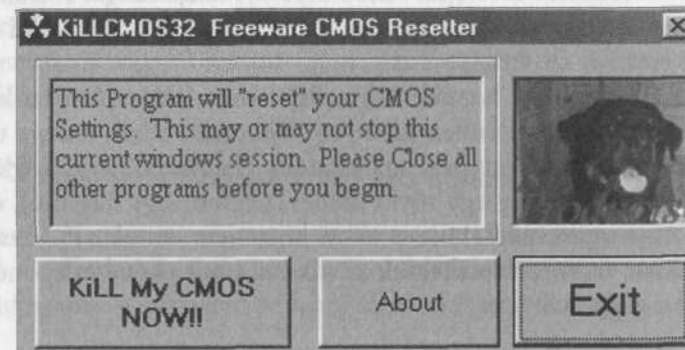 KiLLCMOS32 Freeware CMOS Resetter
This Program will "reset" your CMOS
Settings. This may or may not stop this
current windows session. Please Close all
other programs before you begin.
KiLL My CMOS
NOW!!
About
Exit